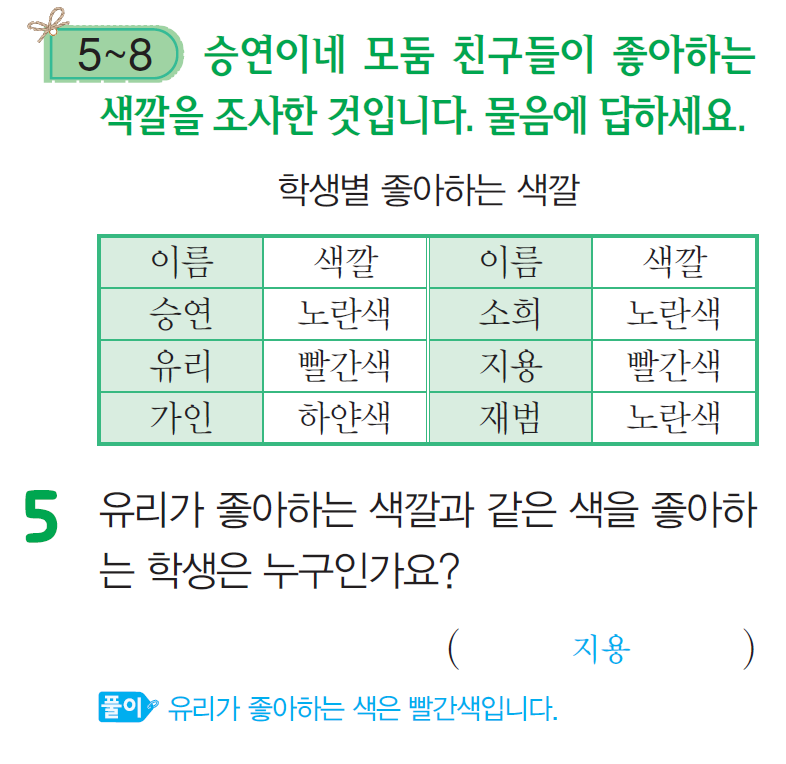 5~8 승연이네 모둠 친구들이 좋아하는
색깔을 조사한 것입니다. 물음에 답하세요.
학생별 좋아하는 색깔
이름 색깔 이름 색깔
승연 노란색 소희 노란색
유리 빨간색 지용 빨간색
가인 하얀색 재범 노란색
5 유리가 좋아하는 색깔과 같은 색을 좋아하
는 학생은 누구인가요?
( 지용 )
풀이 유리가 좋아하는 색은 빨간색입니다.